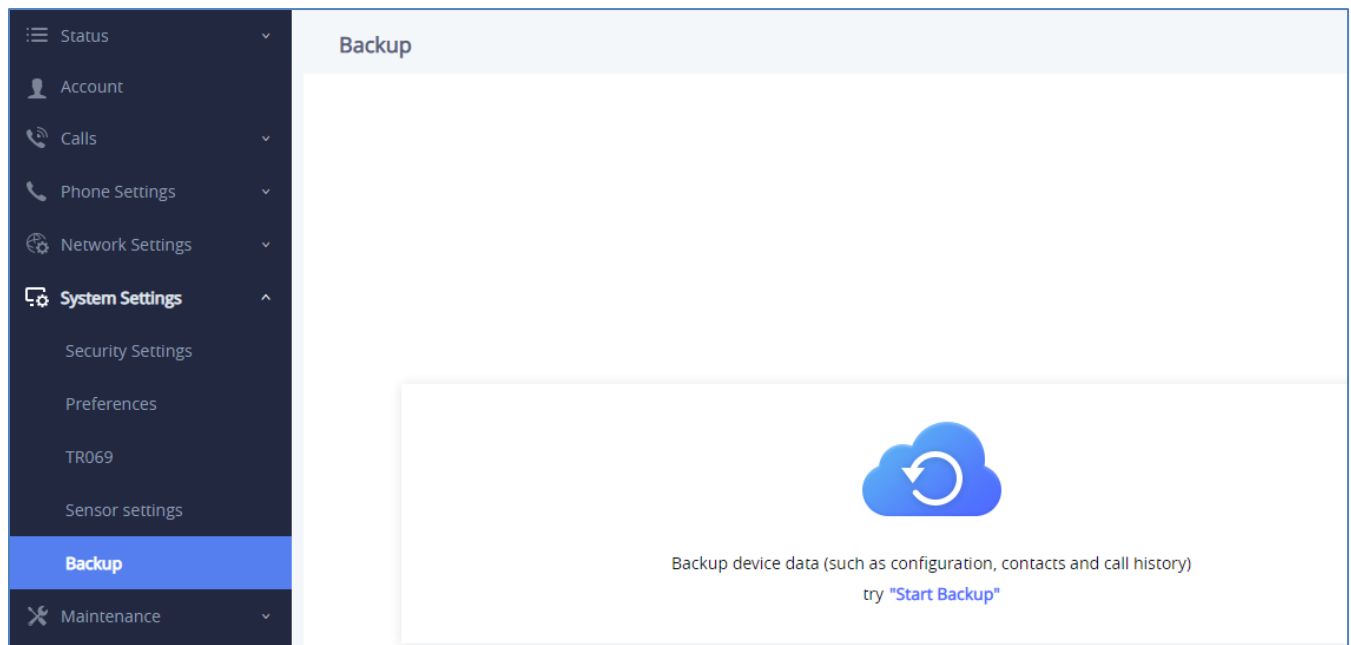 Status
Account
Calls
Phone Settings
Network Settings
System Settings
Security Settings
Preferences
TR069
Sensor settings
Backup
Maintenance
Backup
Backup device data (such as configuration, contacts and call history)
try "Start Backup"